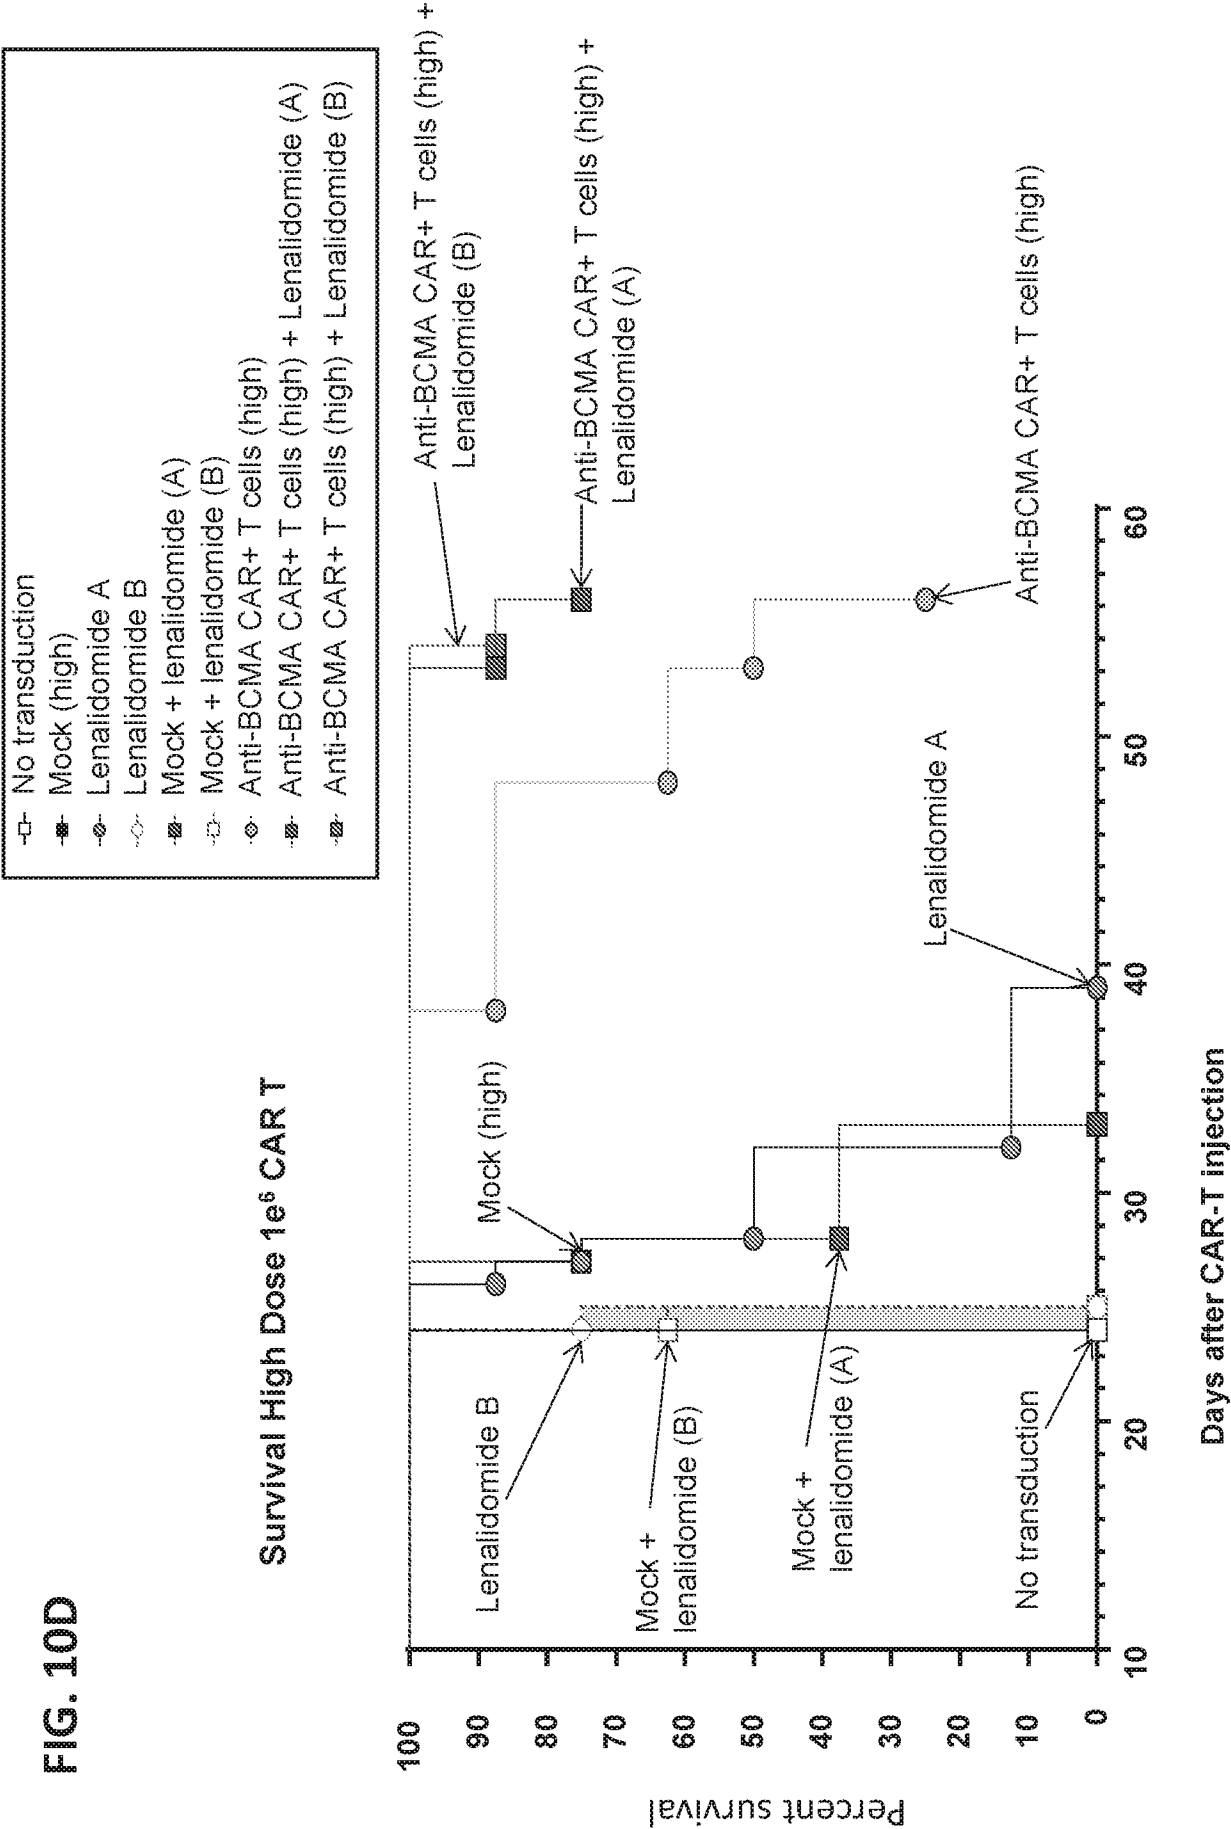 FIG. 10D
Survival High Dose 1e⁶ CAR T
No transduction
Mock (high)
Lenalidomide A
Lenalidomide B
Mock + lenalidomide (A)
Mock + lenalidomide (B)
Anti-BCMA CAR+ T cells (high)
Anti-BCMA CAR+ T cells (high) + Lenalidomide (A)
Anti-BCMA CAR+ T cells (high) + Lenalidomide (B)
Percent survival
100
90
80
70
60
50
40
30
20
10
0
Lenalidomide B
Mock +
lenalidomide (B)
Mock +
lenalidomide (A)
No transduction
Mock (high)
Lenalidomide A
Anti-BCMA CAR+ T cells (high) +
Lenalidomide (B)
Anti-BCMA CAR+ T cells (high) +
Lenalidomide (A)
Anti-BCMA CAR+ T cells (high)
10
20
30
40
50
60
Days after CAR-T injection